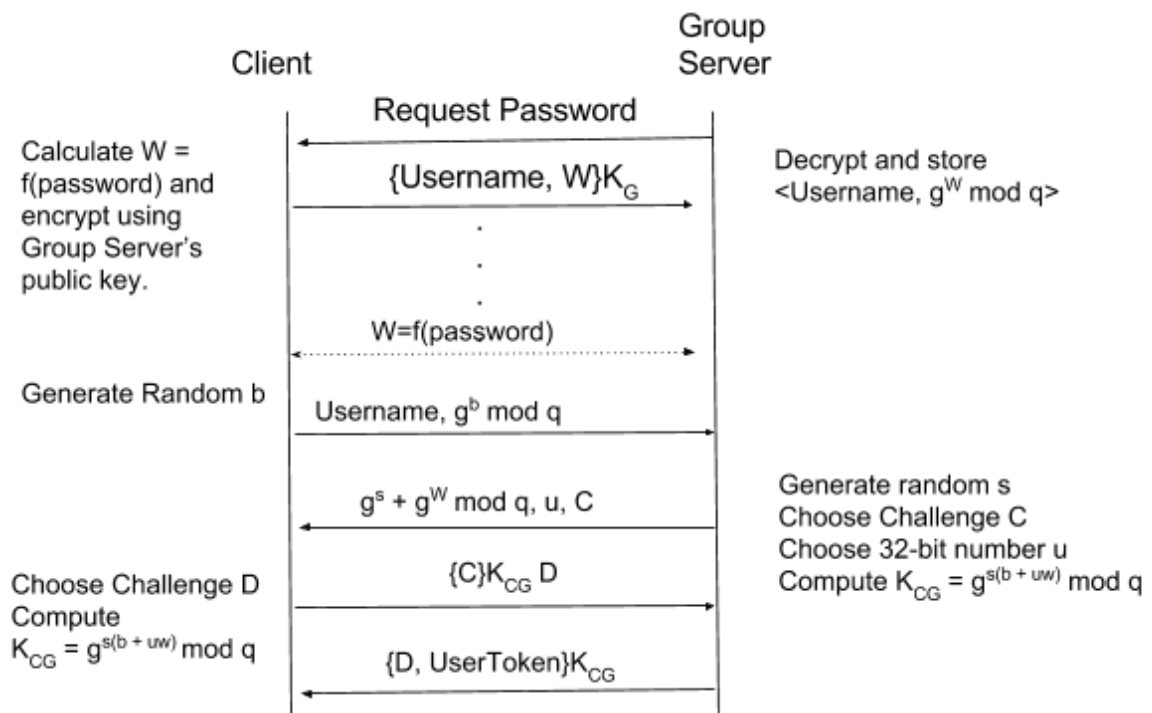 Client
Group
Server
Request Password
Calculate W =
f(password) and
encrypt using
Group Server's
public key.
{Username, W}K_G
Decrypt and store
<Username, g^W mod q>
.
.
.
W=f(password)
Generate Random b
Username, g^b mod q
g^s + g^W mod q, u, C
Generate random s
Choose Challenge C
Choose 32-bit number u
Compute K_CG = g^s(b + uw) mod q
Choose Challenge D
Compute
K_CG = g^s(b + uw) mod q
{C}K_CG D
{D, UserToken}K_CG